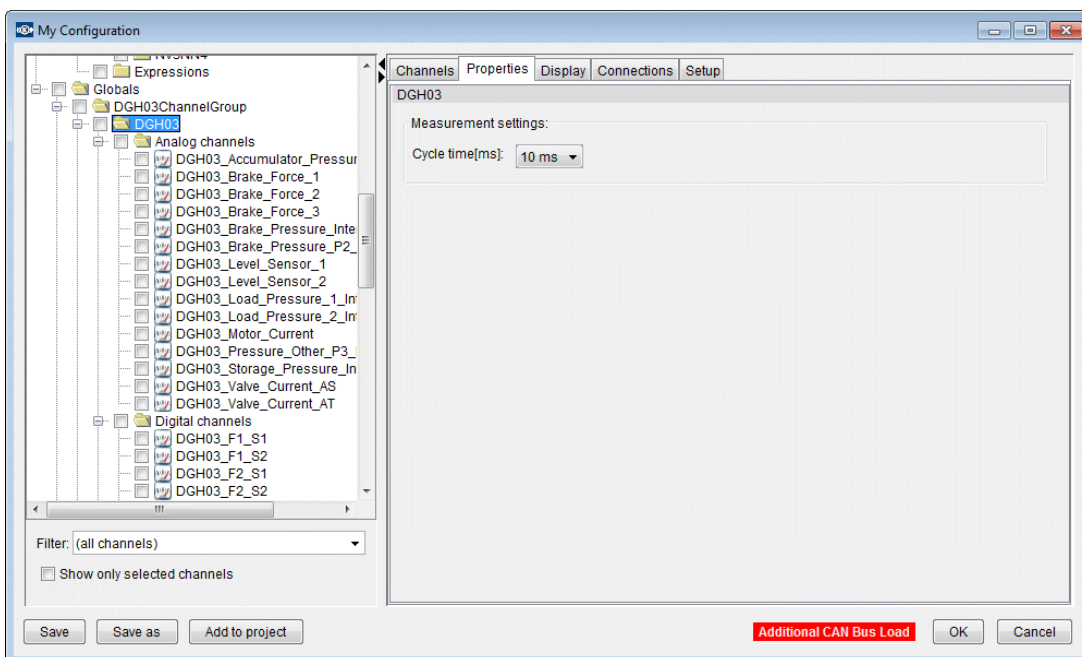 My Configuration
Expressions
Globals
DGH03ChannelGroup
DGH03
Analog channels
DGH03_Accumulator_Pressur
DGH03_Brake_Force_1
DGH03_Brake_Force_2
DGH03_Brake_Force_3
DGH03_Brake_Pressure_Inte
DGH03_Brake_Pressure_P2_
DGH03_Level_Sensor_1
DGH03_Level_Sensor_2
DGH03_Load_Pressure_1_In
DGH03_Load_Pressure_2_In
DGH03_Motor_Current
DGH03_Pressure_Other_P3_
DGH03_Storage_Pressure_In
DGH03_Valve_Current_AS
DGH03_Valve_Current_AT
Digital channels
DGH03_F1_S1
DGH03_F1_S2
DGH03_F2_S1
DGH03_F2_S2
Filter: (all channels)
Show only selected channels
Channels Properties Display Connections Setup
DGH03
Measurement settings:
Cycle time[ms]: 10 ms
Save Save as Add to project Additional CAN Bus Load OK Cancel